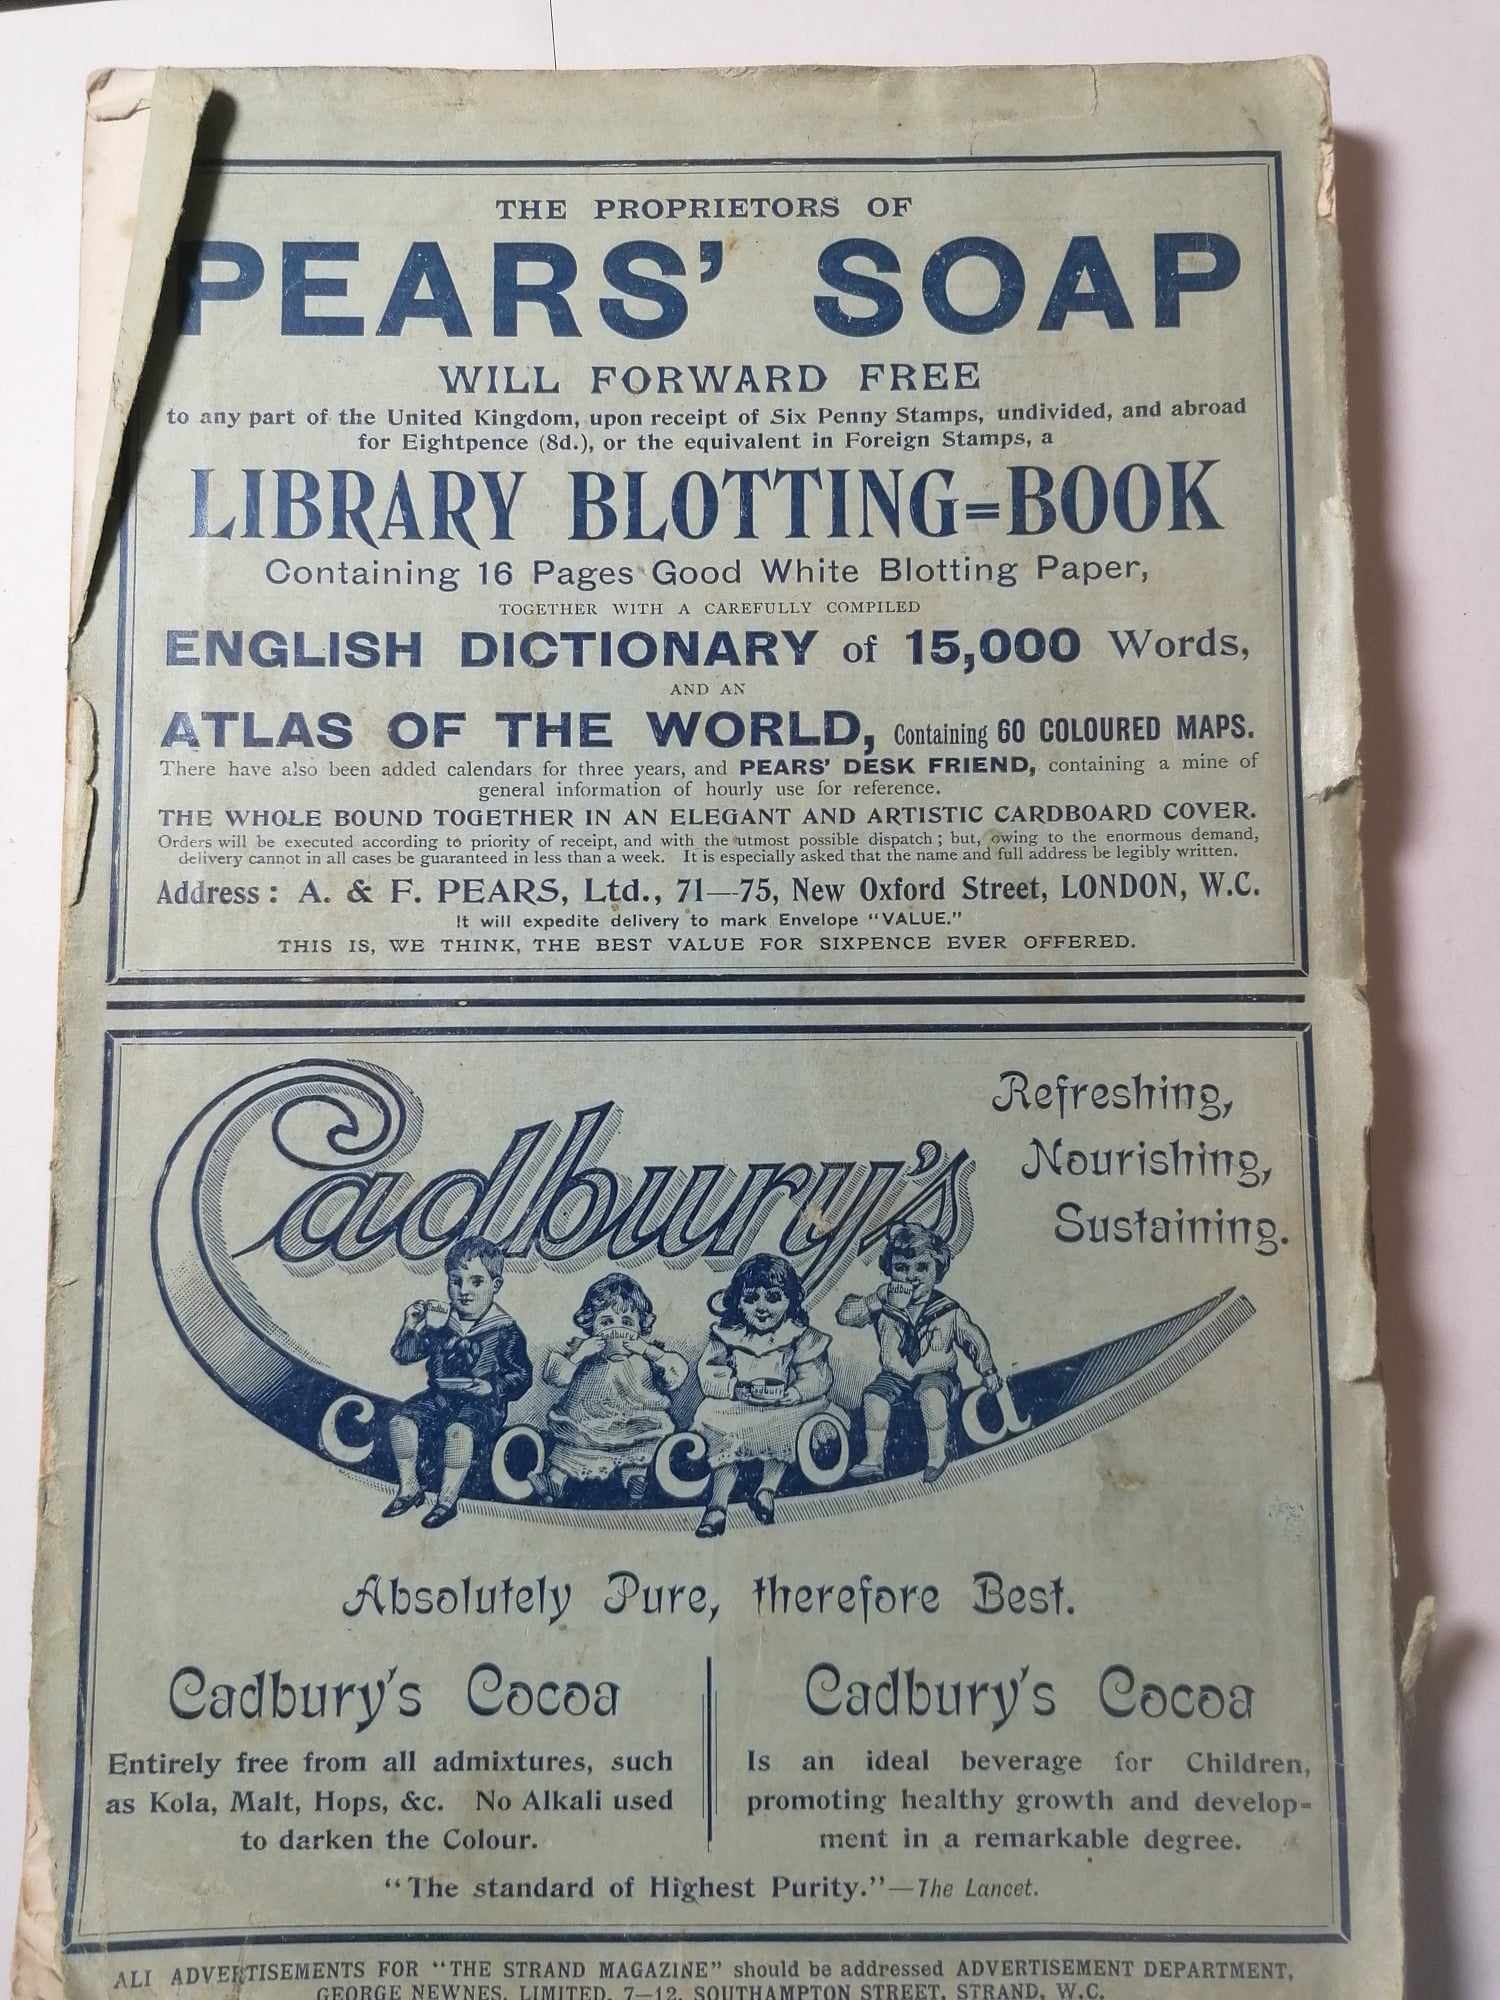 THE PROPRIETORS OF
PEARS' SOAP
WILL FORWARD FREE
to any part of the United Kingdom, upon receipt of Six Penny Stamps, undivided, and abroad
for Eightpence (8d.), or the equivalent in Foreign Stamps, a
LIBRARY BLOTTING=BOOK
Containing 16 Pages Good White Blotting Paper,
TOGETHER WITH A CAREFULLY COMPILED
ENGLISH DICTIONARY of 15,000 Words,
AND AN
ATLAS OF THE WORLD, Containing 60 COLOURED MAPS.
There have also been added calendars for three years, and PEARS' DESK FRIEND, containing a mine of
general information of hourly use for reference.
THE WHOLE BOUND TOGETHER IN AN ELEGANT AND ARTISTIC CARDBOARD COVER.
Orders will be executed according to priority of receipt, and with the utmost possible dispatch; but, owing to the enormous demand,
delivery cannot in all cases be guaranteed in less than a week. It is especially asked that the name and full address be legibly written.
Address: A. & F. PEARS, Ltd., 71—75, New Oxford Street, LONDON, W.C.
It will expedite delivery to mark Envelope "VALUE."
THIS IS, WE THINK, THE BEST VALUE FOR SIXPENCE EVER OFFERED.
Refreshing,
Nourishing,
Sustaining.
Cadbury's
cocoa
Absolutely Pure, therefore Best.
Cadbury's Cocoa
Entirely free from all admixtures, such
as Kola, Malt, Hops, &c. No Alkali used
to darken the Colour.
Cadbury's Cocoa
Is an ideal beverage for Children,
promoting healthy growth and develop=
ment in a remarkable degree.
"The standard of Highest Purity."—The Lancet.
ALL ADVERTISEMENTS FOR "THE STRAND MAGAZINE" should be addressed ADVERTISEMENT DEPARTMENT,
GEORGE NEWNES, LIMITED, 7—12, SOUTHAMPTON STREET, STRAND, W.C.